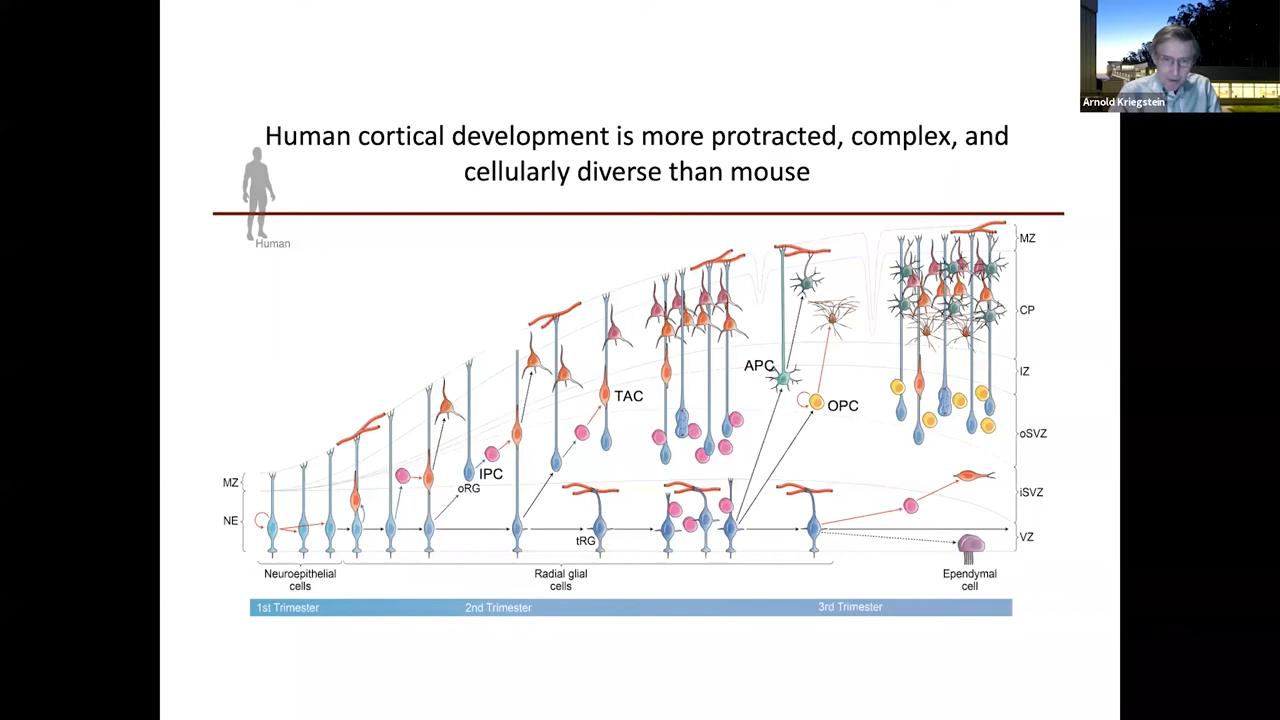 Arnold Kriegstein
Human cortical development is more protracted, complex, and
cellularly diverse than mouse
Human
MZ
CP
IZ
oSVZ
iSVZ
VZ
APC
OPC
TAC
IPC
oRG
tRG
MZ
NE
Neuroepithelial
cells
Radial glial
cells
Ependymal
cell
1st Trimester
2nd Trimester
3rd Trimester